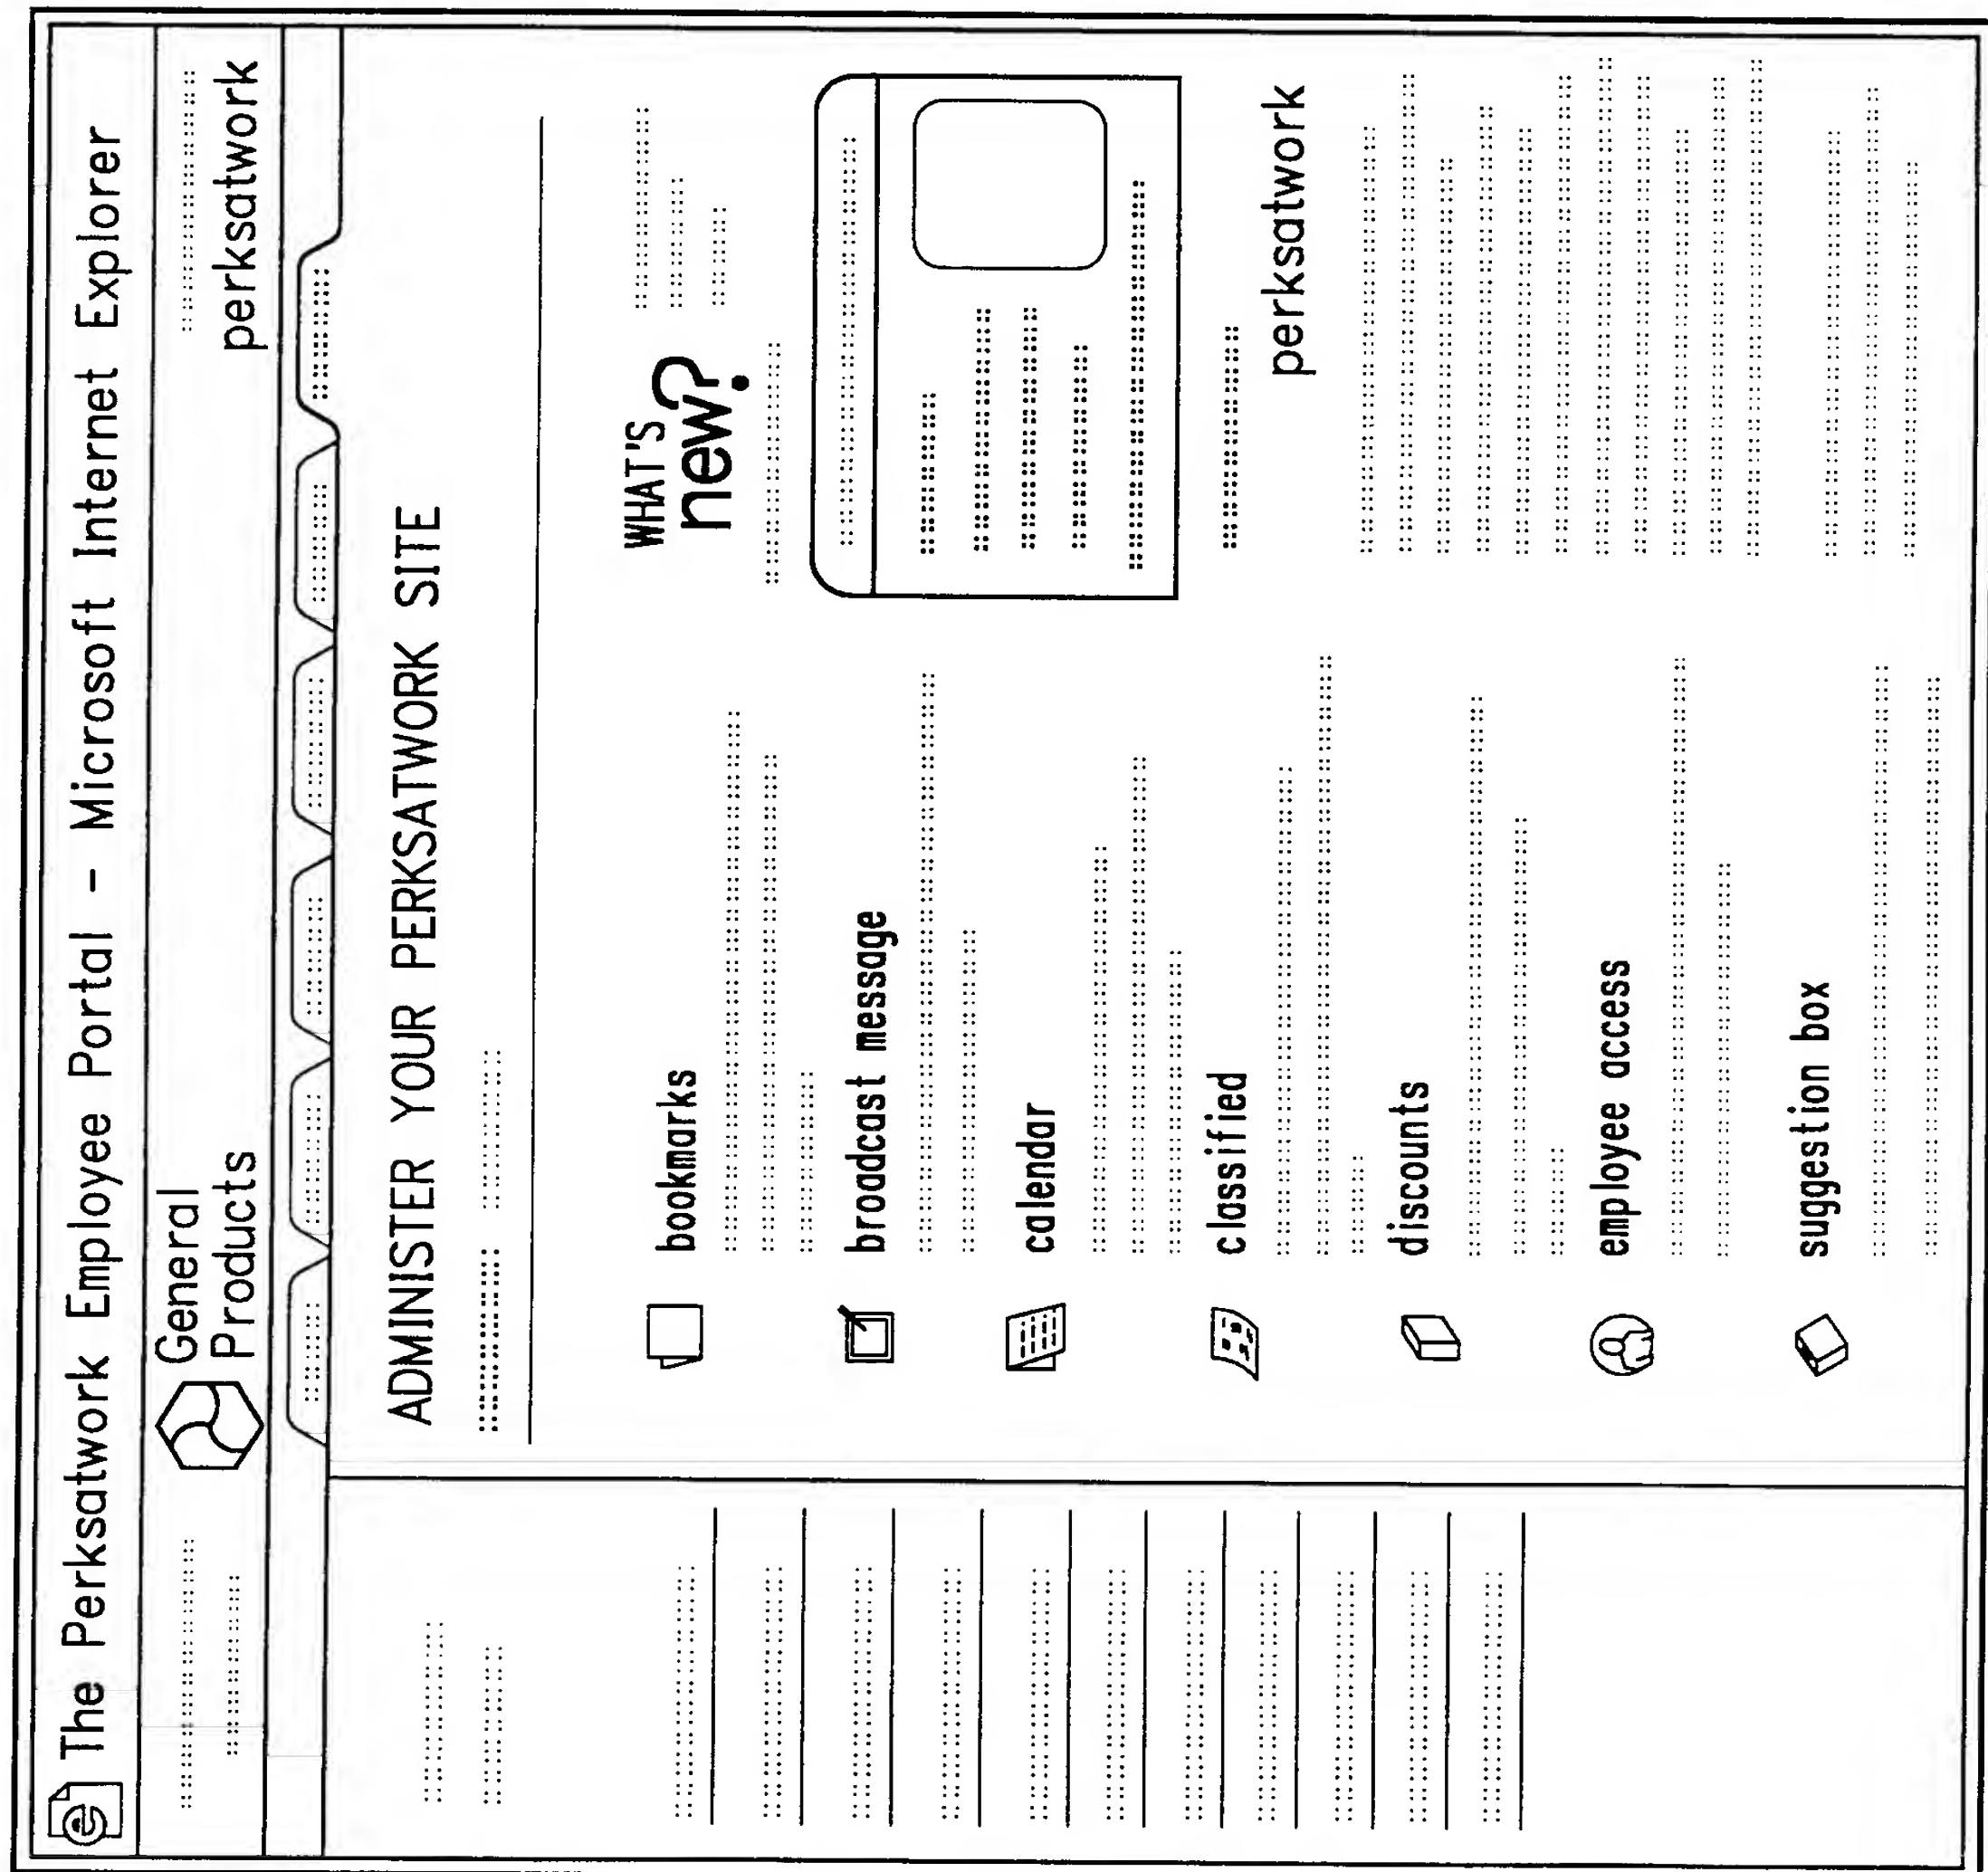 The Perksatwork Employee Portal - Microsoft Internet Explorer
General
Products
perksatwork
ADMINISTER YOUR PERKSATWORK SITE
bookmarks
broadcast message
calendar
classified
discounts
employee access
suggestion box
WHAT'S
new?
perksatwork